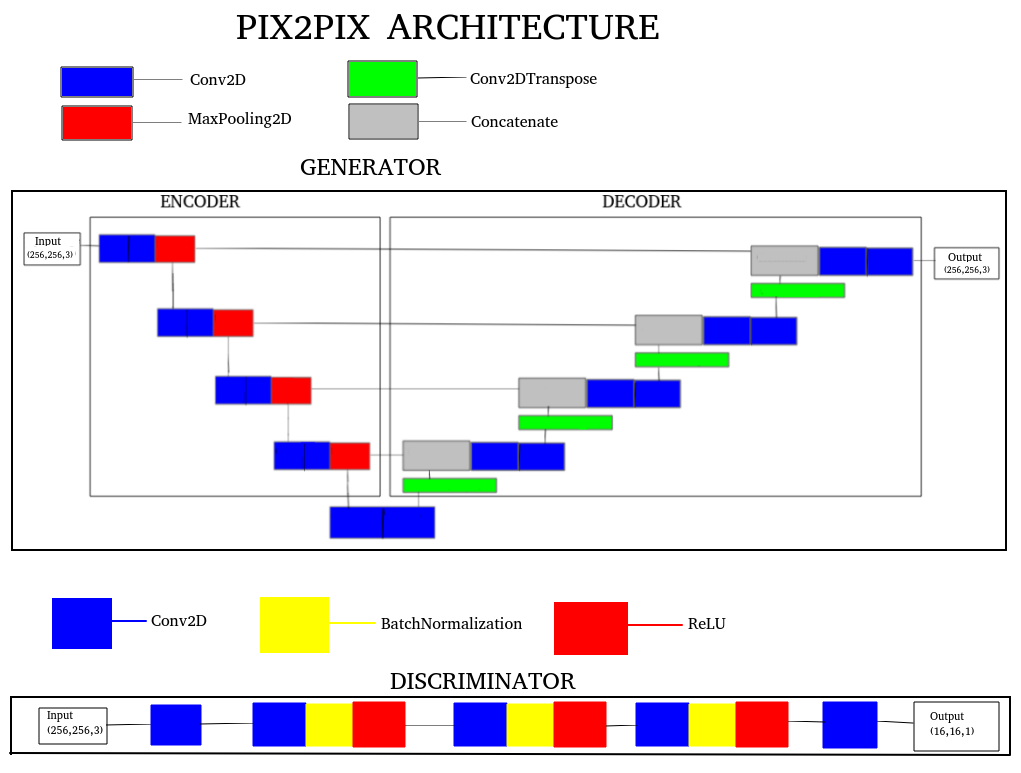 PIX2PIX ARCHITECTURE
Conv2D
Conv2DTranspose
MaxPooling2D
Concatenate
GENERATOR
ENCODER
DECODER
Input
(256,256,3)
Output
(256,256,3)
Conv2D
BatchNormalization
ReLU
DISCRIMINATOR
Input
(256,256,3)
Output
(16,16,1)